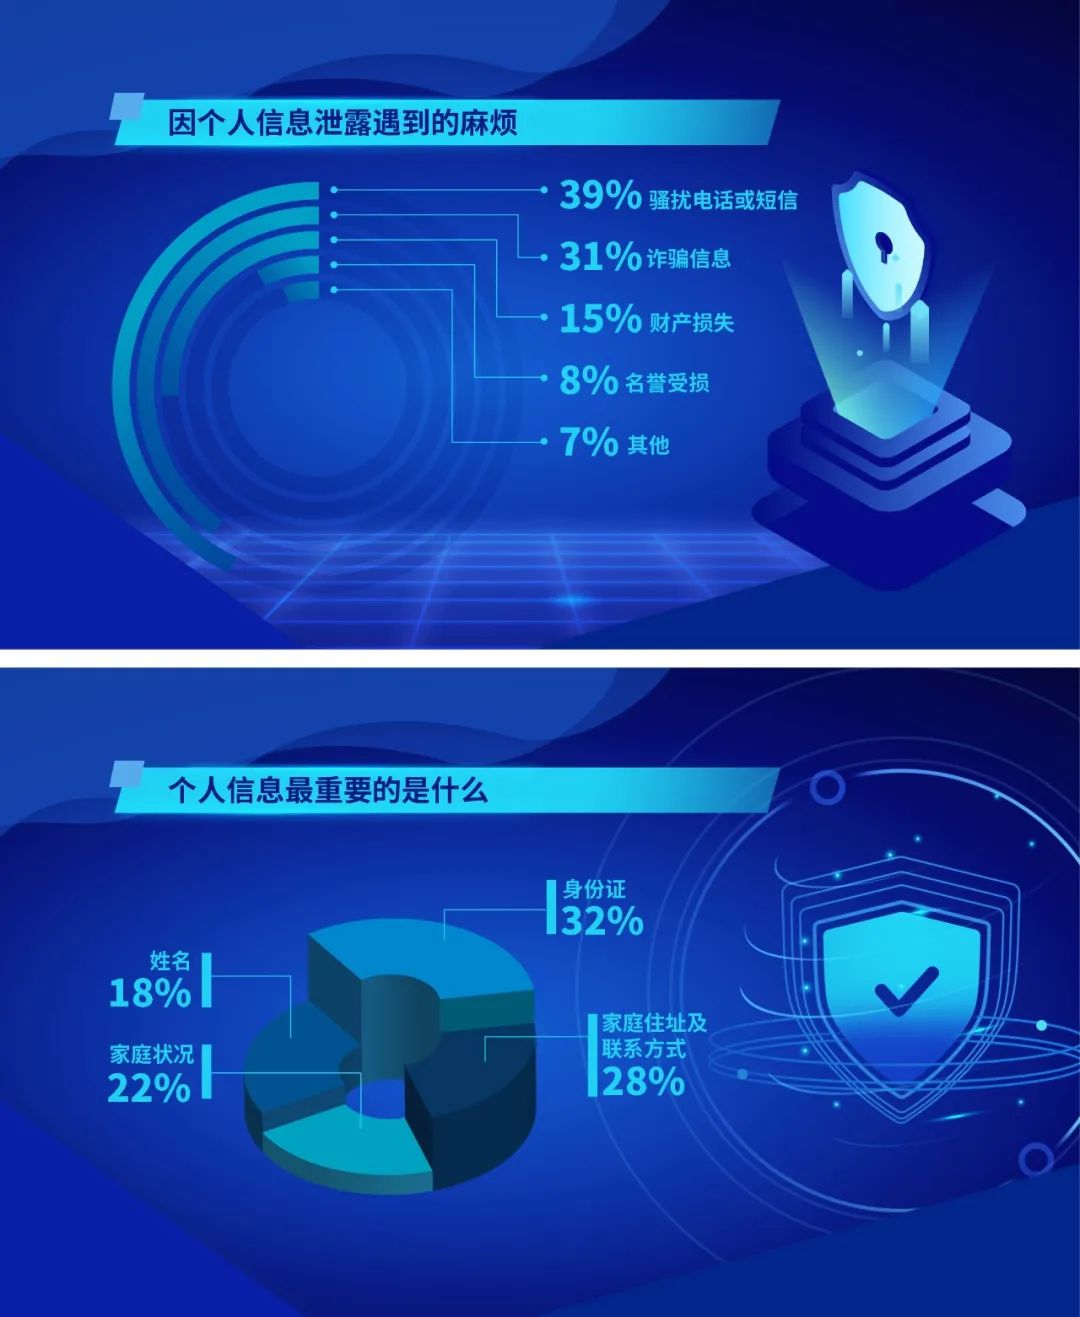 因个人信息泄露遇到的麻烦
39% 骚扰电话或短信
31% 诈骗信息
15% 财产损失
8% 名誉受损
7% 其他
个人信息最重要的是什么
身份证
32%
姓名
18%
家庭住址及
联系方式
28%
家庭状况
22%